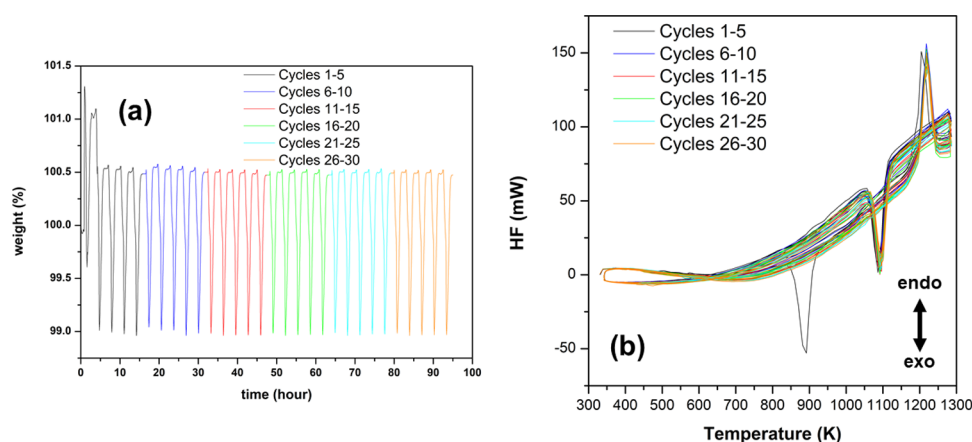 101.5
101.0
100.5
100.0
99.5
99.0
weight (%)
(a)
Cycles 1-5
Cycles 6-10
Cycles 11-15
Cycles 16-20
Cycles 21-25
Cycles 26-30
0 10 20 30 40 50 60 70 80 90 100
time (hour)
150
100
50
0
-50
HF (mW)
Cycles 1-5
Cycles 6-10
Cycles 11-15
Cycles 16-20
Cycles 21-25
Cycles 26-30
endo
exo
(b)
300 400 500 600 700 800 900 1000 1100 1200 1300
Temperature (K)